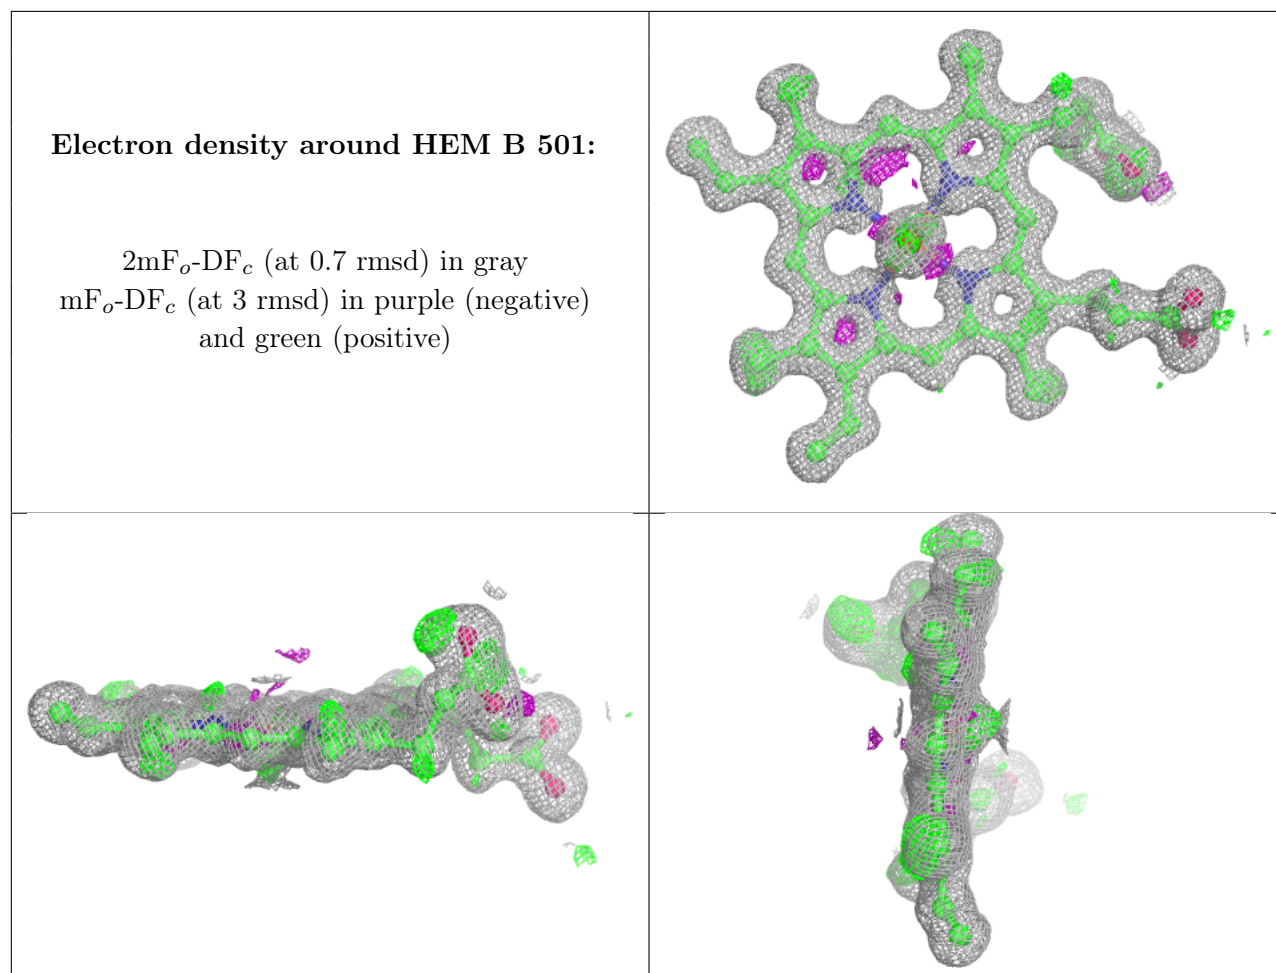 Electron density around HEM B 501:
2mFo-DFc (at 0.7 rmsd) in gray
mFo-DFc (at 3 rmsd) in purple (negative)
and green (positive)